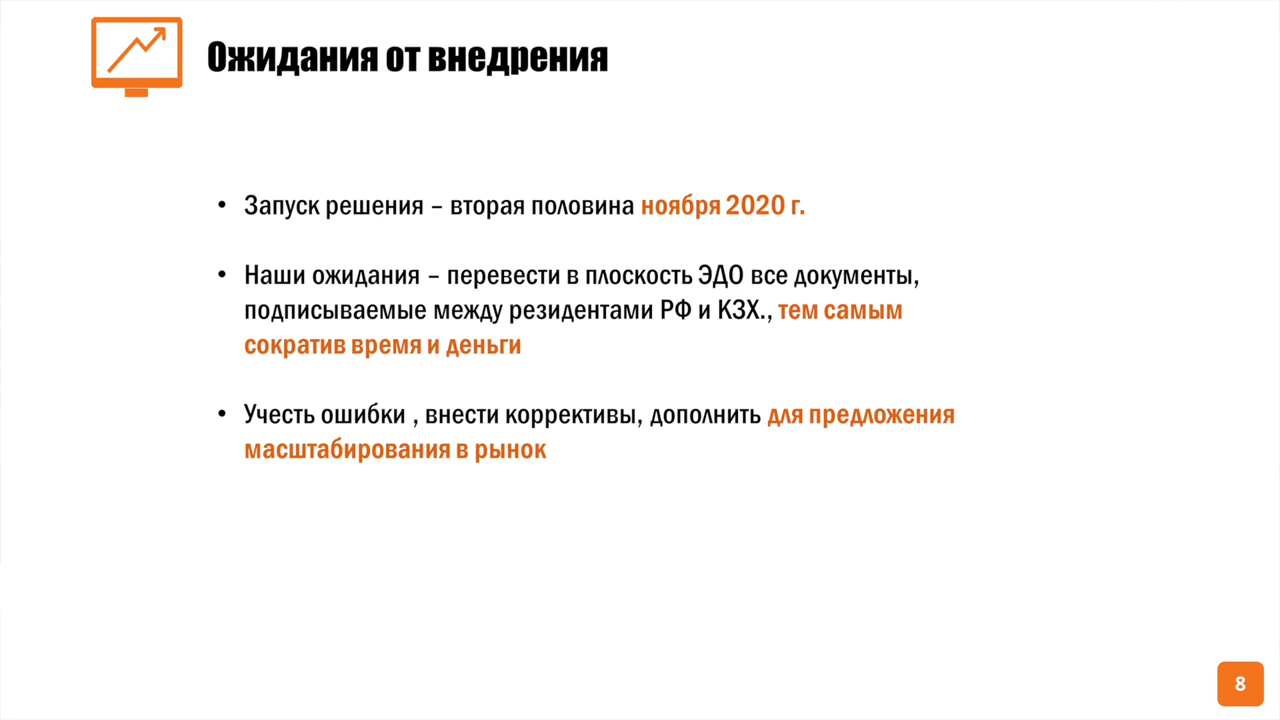 Ожидания от внедрения
• Запуск решения – вторая половина ноября 2020 г.
• Наши ожидания – перевести в плоскость ЭДО все документы,
подписываемые между резидентами РФ и КЗХ., тем самым
сократив время и деньги
• Учесть ошибки , внести коррективы, дополнить для предложения
масштабирования в рынок
8